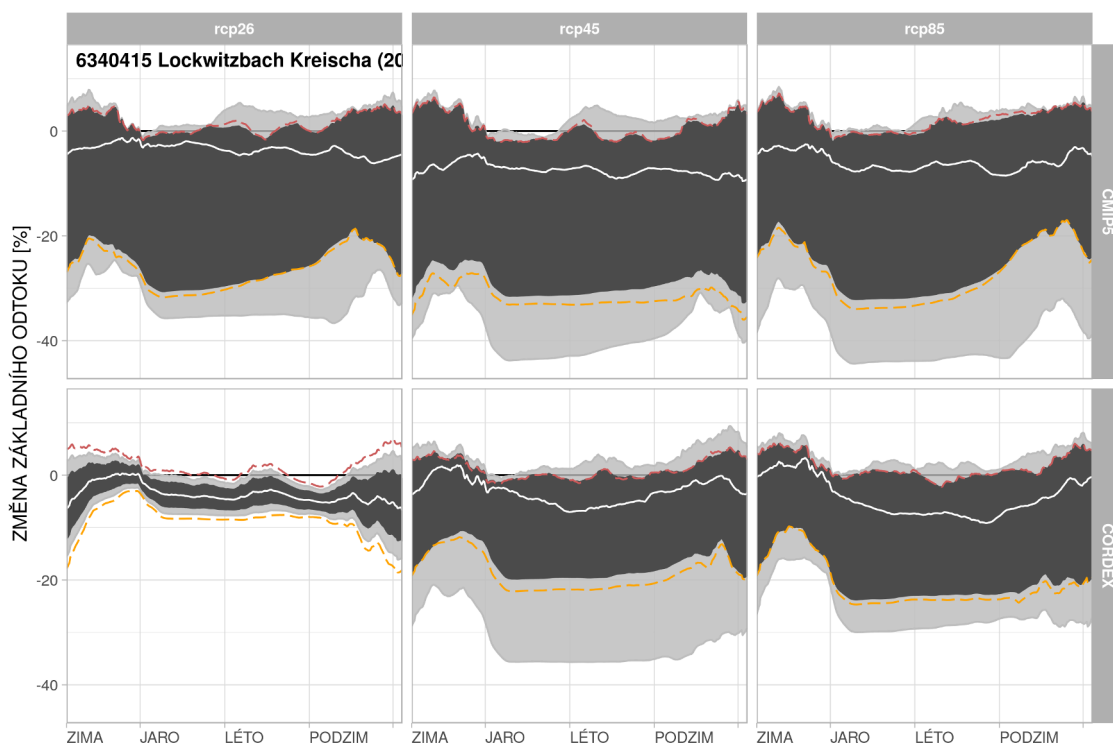 rcp26 rcp45 rcp85
6340415 Lockwitzbach Kreischa (20
ZMĚNA ZÁKLADNÍHO ODTOKU [%]
0
-20
-40
CMIP5
0
-20
-40
CORDEX
ZIMA JARO LÉTO PODZIM ZIMA JARO LÉTO PODZIM ZIMA JARO LÉTO PODZIM